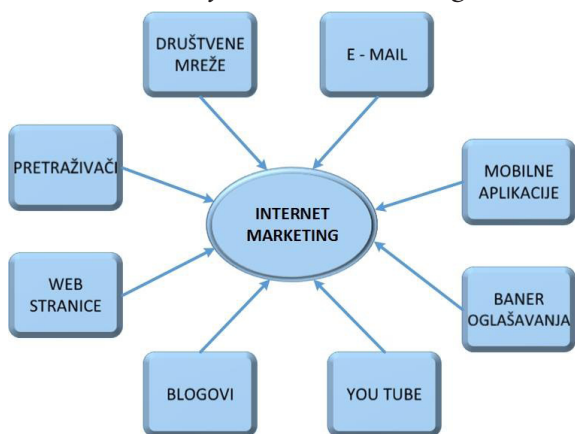 DRUŠTVENE
MREŽE
E - MAIL
PRETRAŽIVAČI
MOBILNE
APLIKACIJE
INTERNET
MARKETING
WEB
STRANICE
BANER
OGLAŠAVANJA
BLOGOVI
YOU TUBE